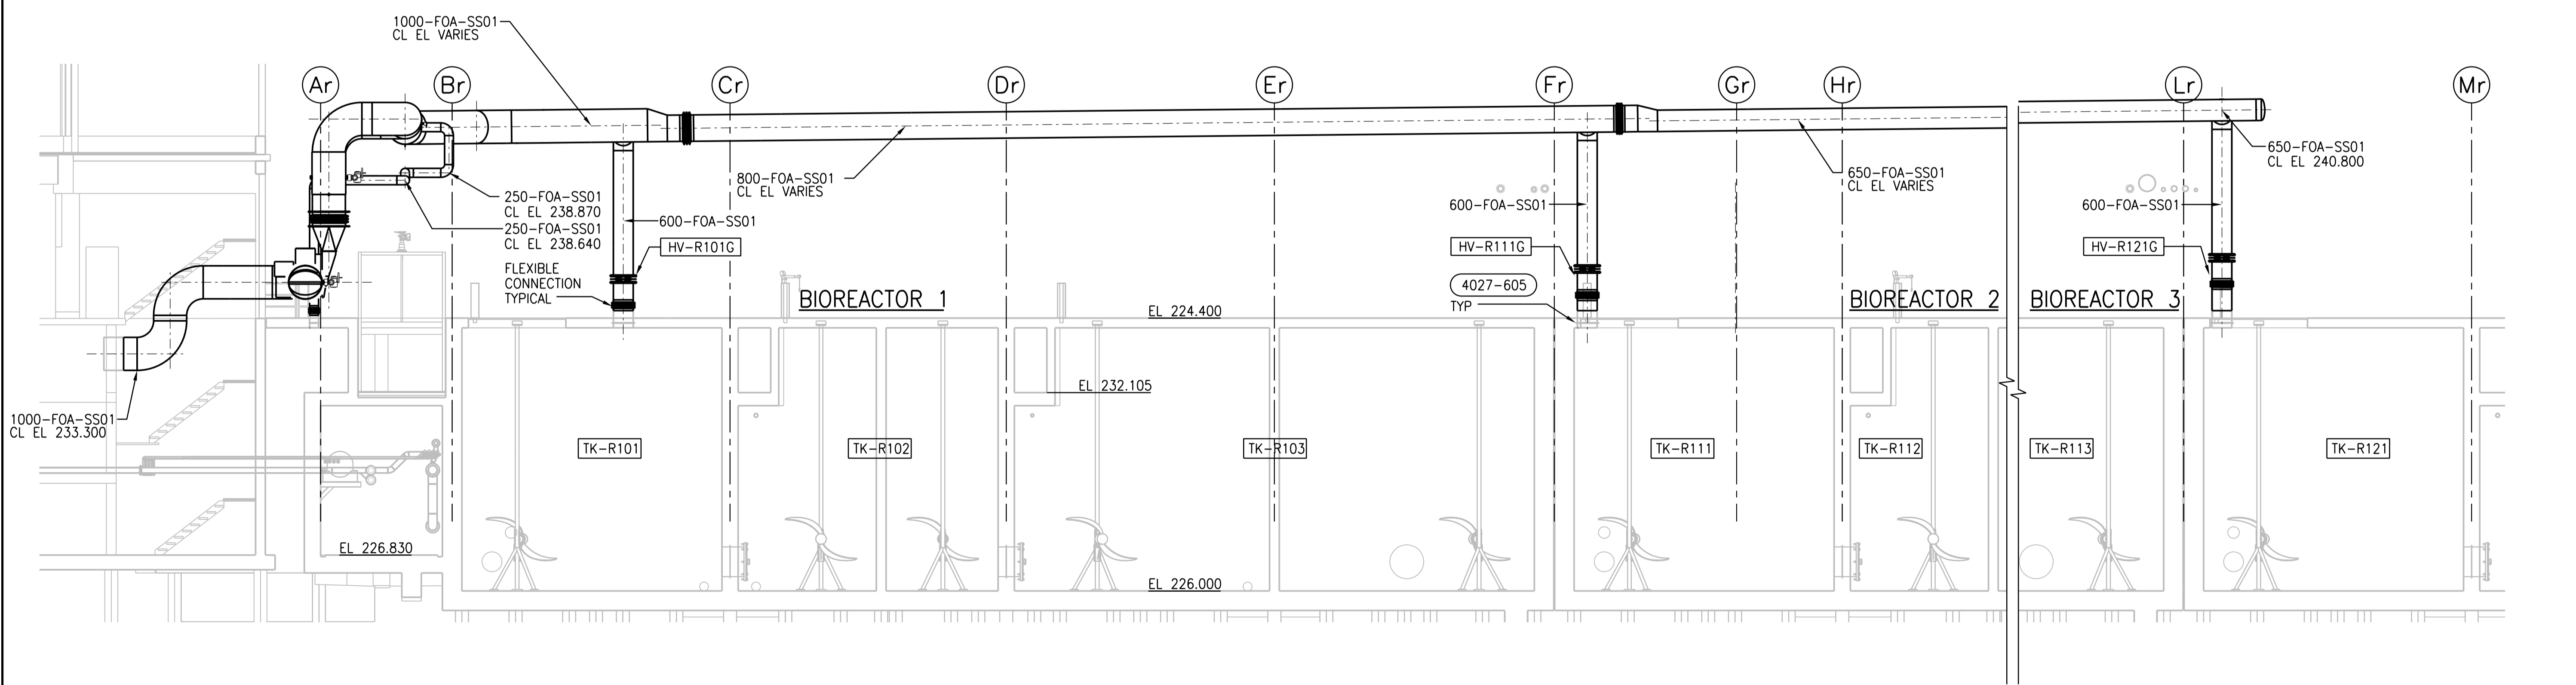 1000-FOA-SS01
CL EL VARIES
Ar
Br
Cr
Dr
Er
Fr
Gr
Hr
Lr
Mr
650-FOA-SS01
CL EL 240.800
800-FOA-SS01
CL EL VARIES
650-FOA-SS01
CL EL VARIES
250-FOA-SS01
CL EL 238.870
250-FOA-SS01
CL EL 238.640
600-FOA-SS01
HV-R101G
600-FOA-SS01
HV-R111G
600-FOA-SS01
HV-R121G
FLEXIBLE
CONNECTION
TYPICAL
4027-605
TYP
BIOREACTOR 1
BIOREACTOR 2
BIOREACTOR 3
EL 224.400
EL 232.105
1000-FOA-SS01
CL EL 233.300
TK-R101
TK-R102
TK-R103
TK-R111
TK-R112
TK-R113
TK-R121
EL 226.830
EL 226.000